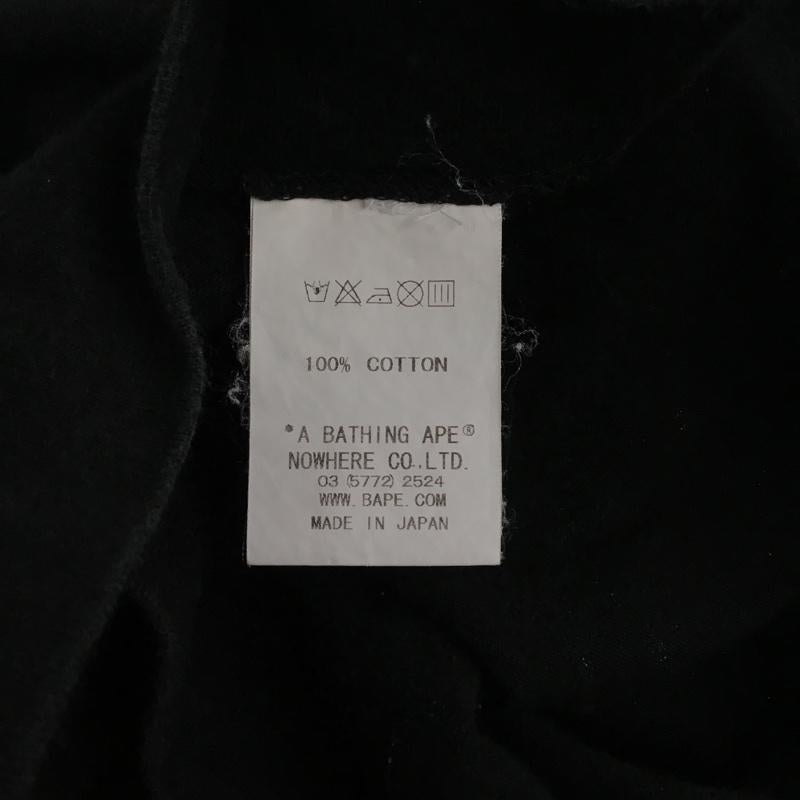 100% COTTON
*A BATHING APE®
NOWHERE CO.,LTD.
03 (5772) 2524
WWW. BAPE. COM
MADE IN JAPAN